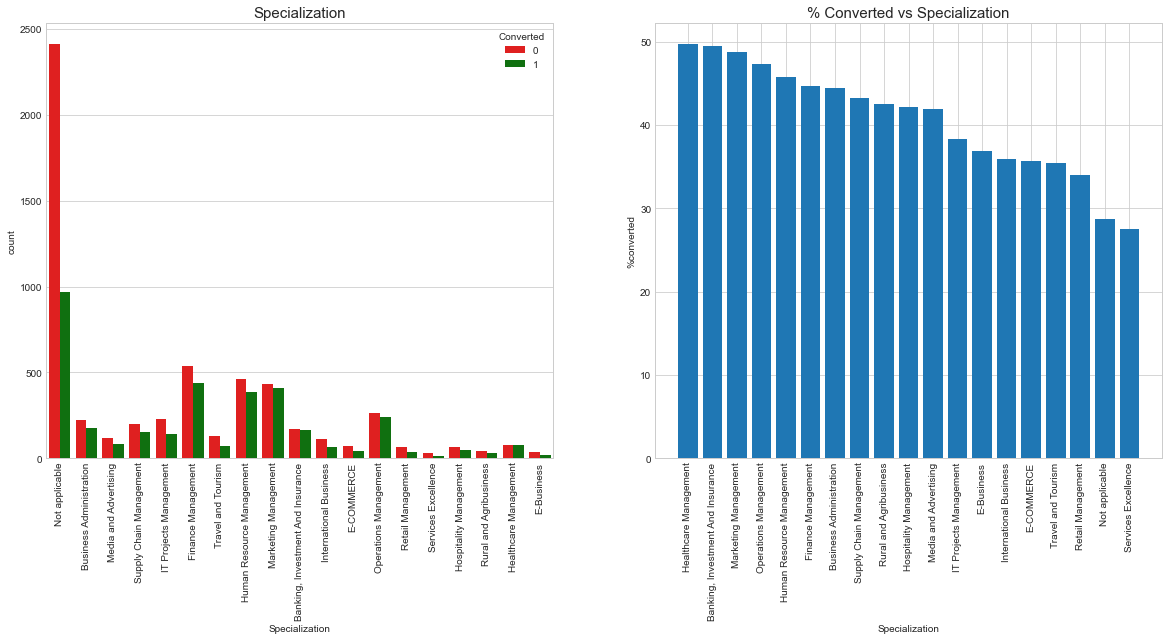 Specialization
Converted
0
1
2500
2000
1500
1000
500
0
count
Not applicable
Business Administration
Media and Advertising
Supply Chain Management
IT Projects Management
Finance Management
Travel and Tourism
Human Resource Management
Marketing Management
Banking, Investment And Insurance
International Business
E-COMMERCE
Operations Management
Retail Management
Services Excellence
Hospitality Management
Rural and Agribusiness
Healthcare Management
E-Business
Specialization
% Converted vs Specialization
50
40
30
20
10
0
%converted
Healthcare Management
Banking, Investment And Insurance
Marketing Management
Operations Management
Human Resource Management
Finance Management
Business Administration
Supply Chain Management
Rural and Agribusiness
Hospitality Management
Media and Advertising
IT Projects Management
E-Business
International Business
E-COMMERCE
Travel and Tourism
Retail Management
Not applicable
Services Excellence
Specialization